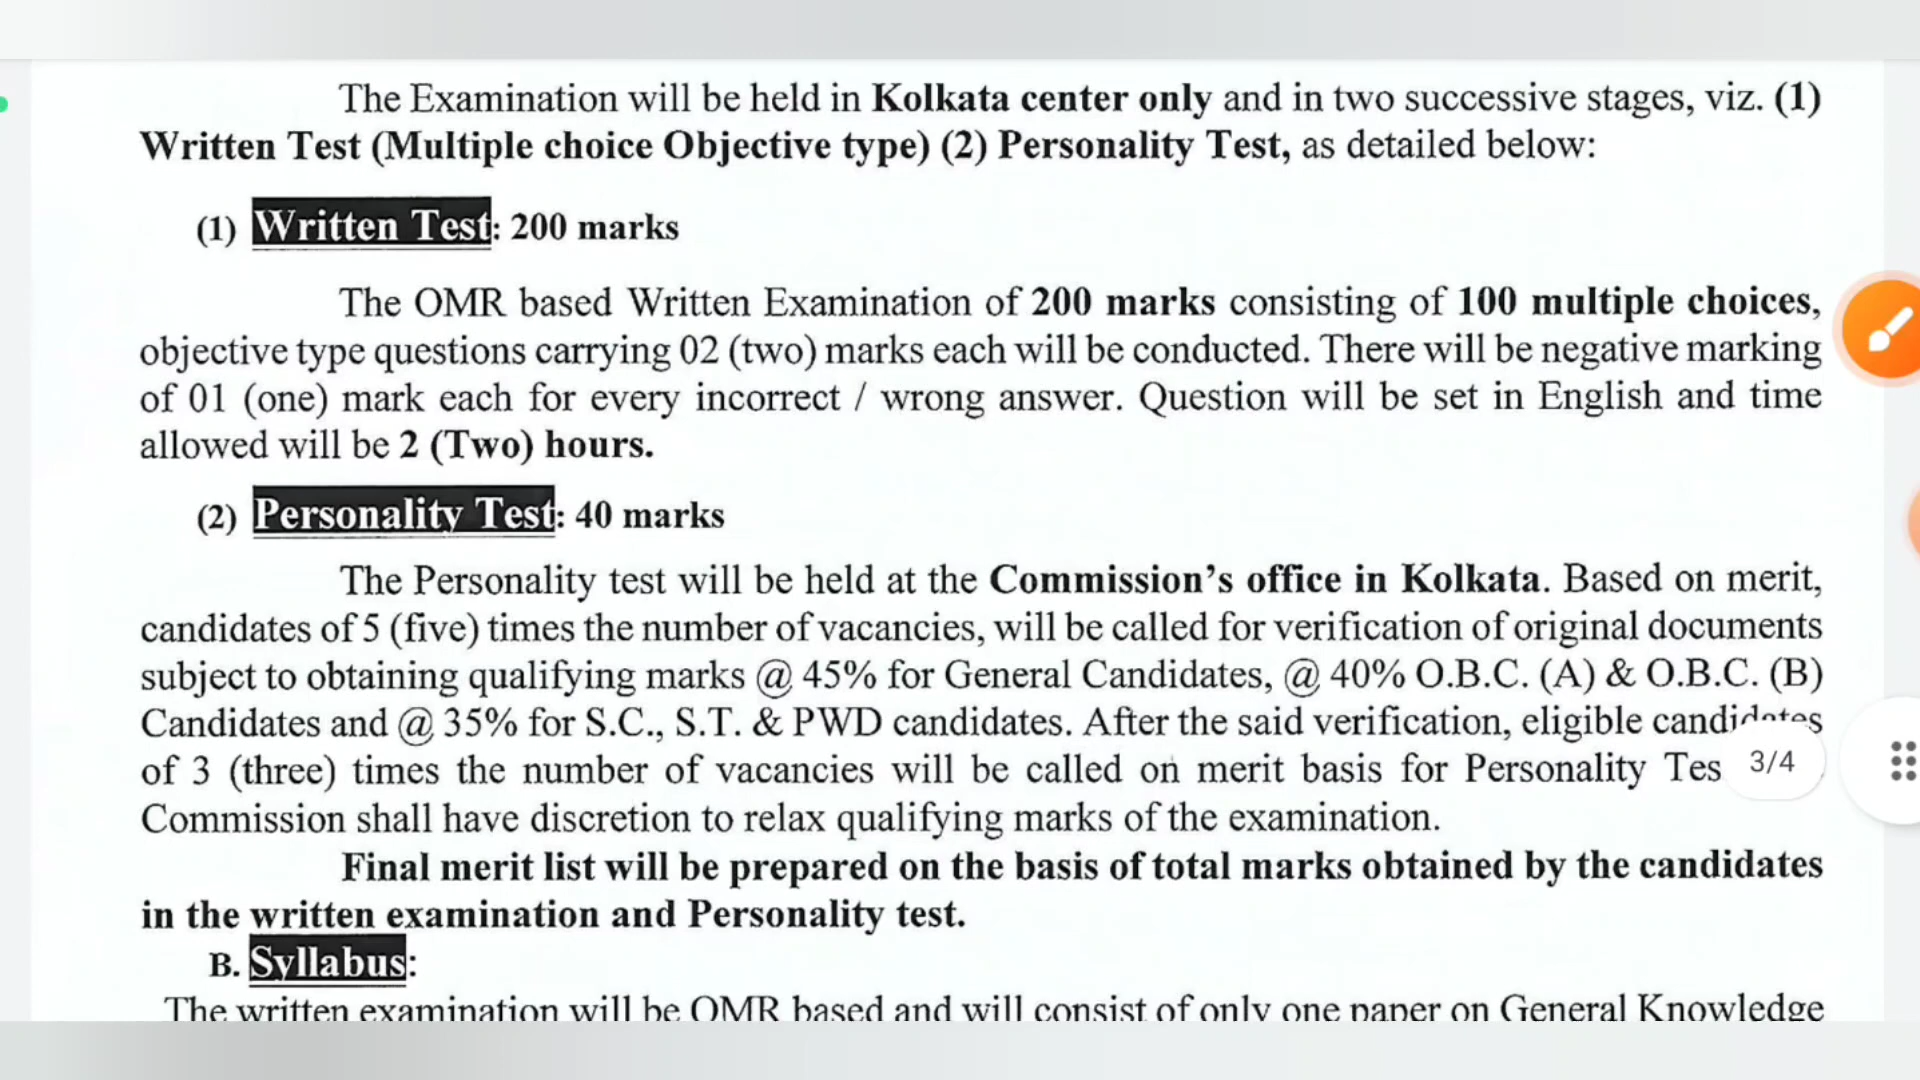 The Examination will be held in Kolkata center only and in two successive stages, viz. (1)
Written Test (Multiple choice Objective type) (2) Personality Test, as detailed below:
(1) Written Test: 200 marks
The OMR based Written Examination of 200 marks consisting of 100 multiple choices,
objective type questions carrying 02 (two) marks each will be conducted. There will be negative marking
of 01 (one) mark each for every incorrect / wrong answer. Question will be set in English and time
allowed will be 2 (Two) hours.
(2) Personality Test: 40 marks
The Personality test will be held at the Commission's office in Kolkata. Based on merit,
candidates of 5 (five) times the number of vacancies, will be called for verification of original documents
subject to obtaining qualifying marks @ 45% for General Candidates, @ 40% O.B.C. (A) & O.B.C. (B)
Candidates and @ 35% for S.C., S.T. & PWD candidates. After the said verification, eligible candidates
of 3 (three) times the number of vacancies will be called on merit basis for Personality Tes
3/4
Commission shall have discretion to relax qualifying marks of the examination.
Final merit list will be prepared on the basis of total marks obtained by the candidates
in the written examination and Personality test.
B. Syllabus:
The written examination will be OMR based and will consist of only one paper on General Knowledge